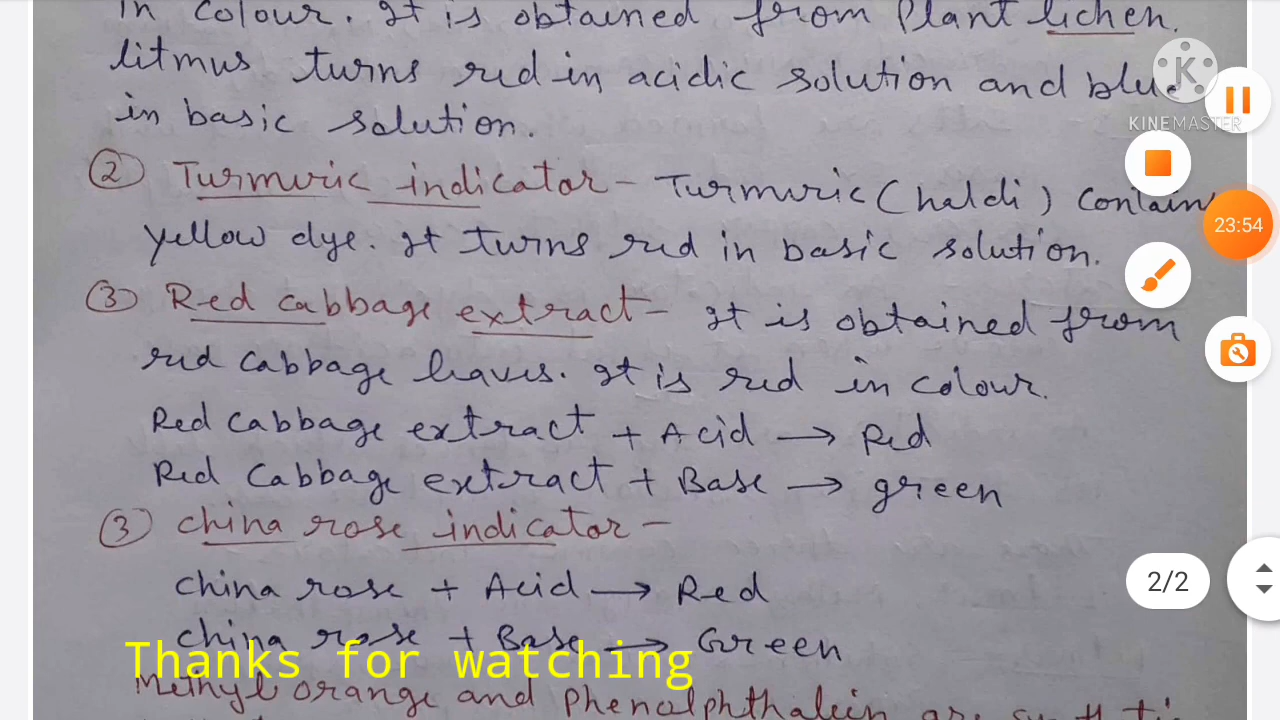 in colour. It is obtained from Plant lichen.
litmus turns red in acidic solution and blue
in basic solution.
② Turmuric indicator - Turmuric (haldi) contain
yellow dye. It turns red in basic solution.
③ Red cabbage extract - It is obtained from
red cabbage leaves. It is red in colour.
Red cabbage extract + Acid → Red
Red Cabbage extract + Base → green
③ china rose indicator -
china rose + Acid → Red
china rose + Base → Green
Methyl orange and Phenolphthalein are
Thanks for watching
K
KINEMASTER
23:54
2/2